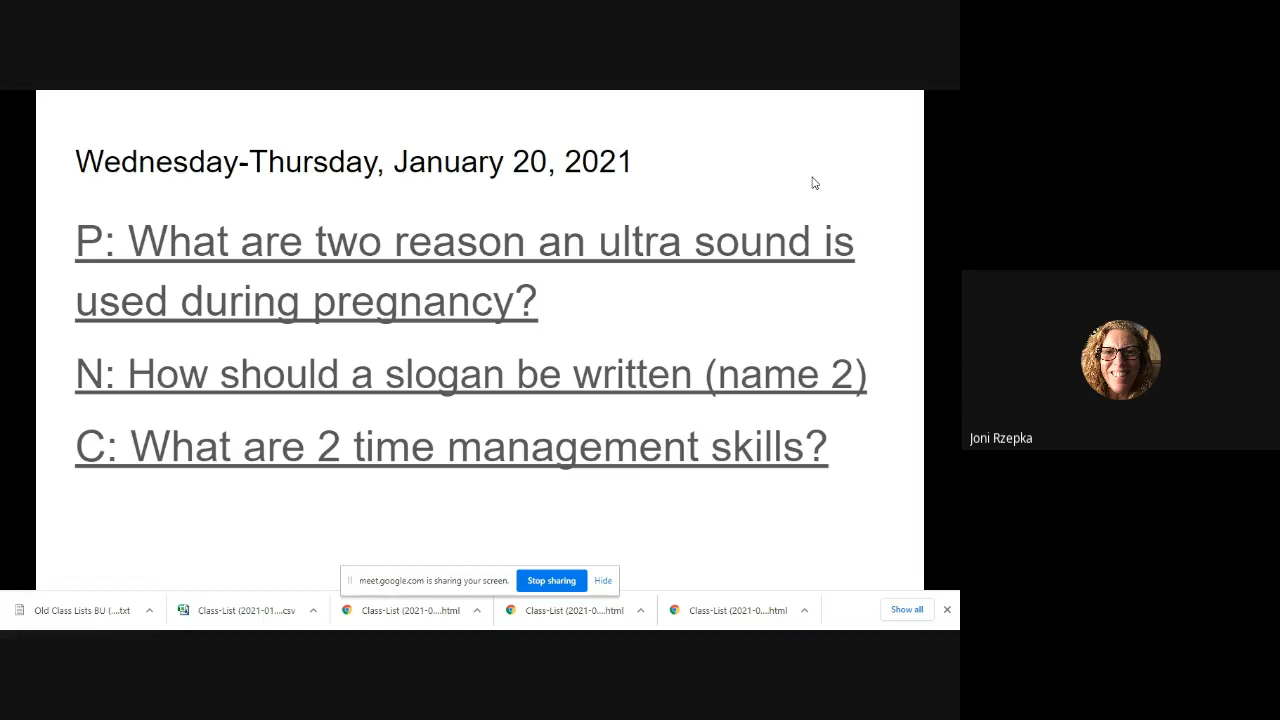 Wednesday-Thursday, January 20, 2021
P: What are two reason an ultra sound is
used during pregnancy?
N: How should a slogan be written (name 2)
C: What are 2 time management skills?
Joni Rzepka
meet.google.com is sharing your screen.
Stop sharing
Hide
Old Class Lists BU (....txt
Class-List (2021-01....csv
Class-List (2021-0....html
Class-List (2021-0....html
Class-List (2021-0....html
Show all